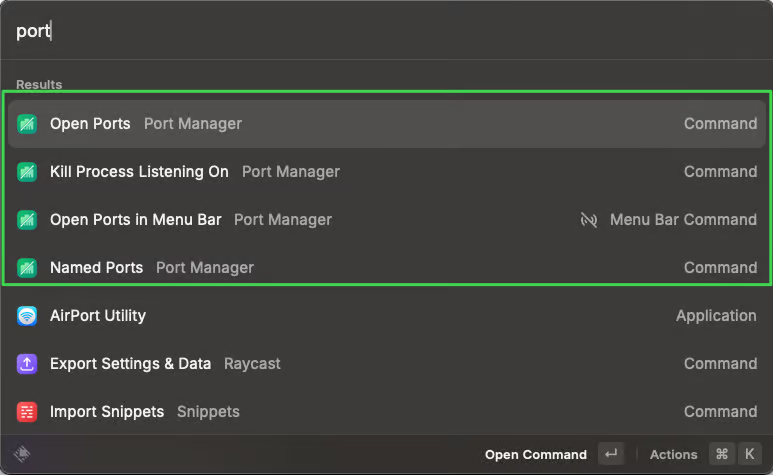 port
Results
Open Ports Port Manager Command
Kill Process Listening On Port Manager Command
Open Ports in Menu Bar Port Manager Menu Bar Command
Named Ports Port Manager Command
AirPort Utility Application
Export Settings & Data Raycast Command
Import Snippets Snippets Command
Open Command ↵ Actions ⌘ K